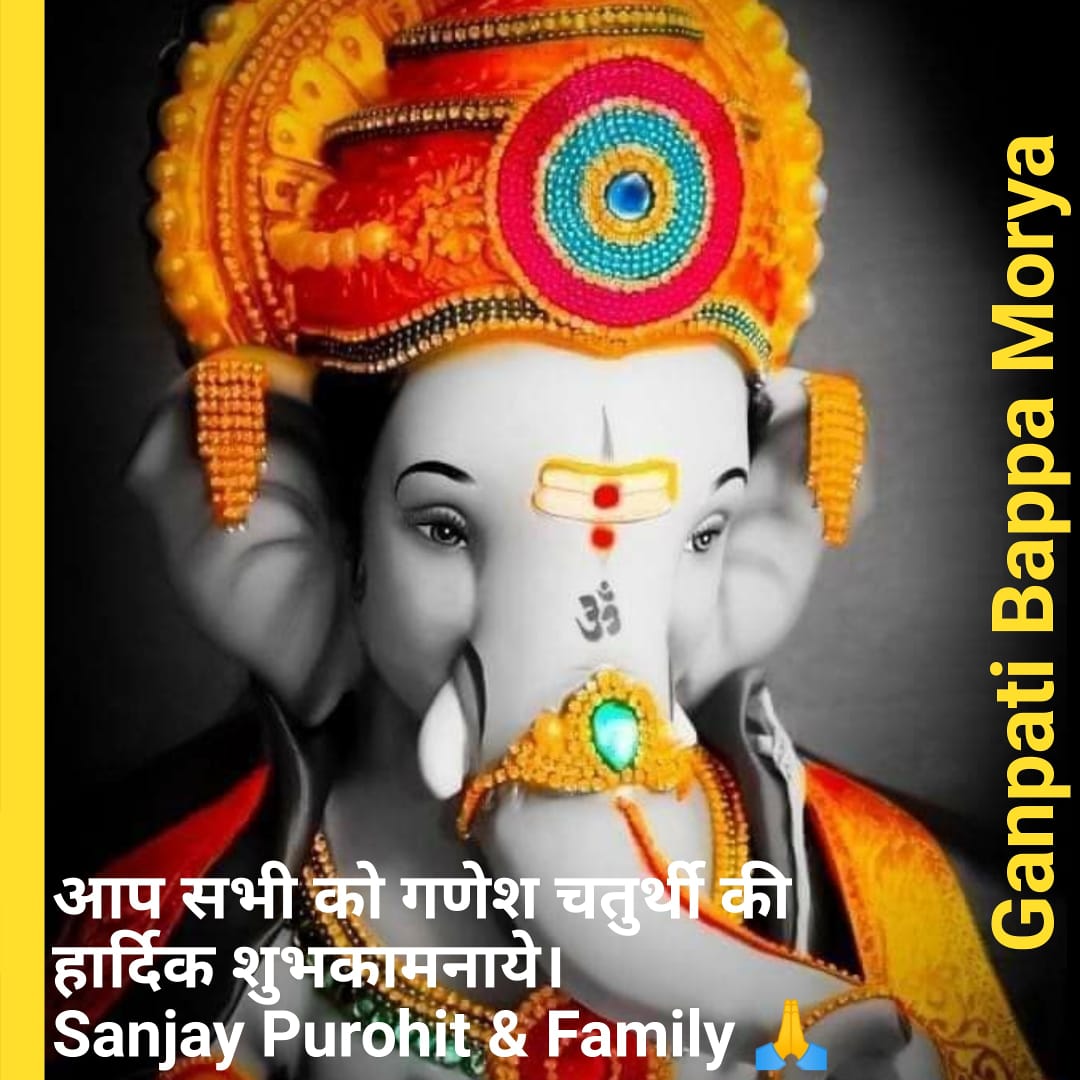 Ganpati Bappa Morya
ॐ
आप सभी को गणेश चतुर्थी की
हार्दिक शुभकामनाये।
Sanjay Purohit & Family 🙏